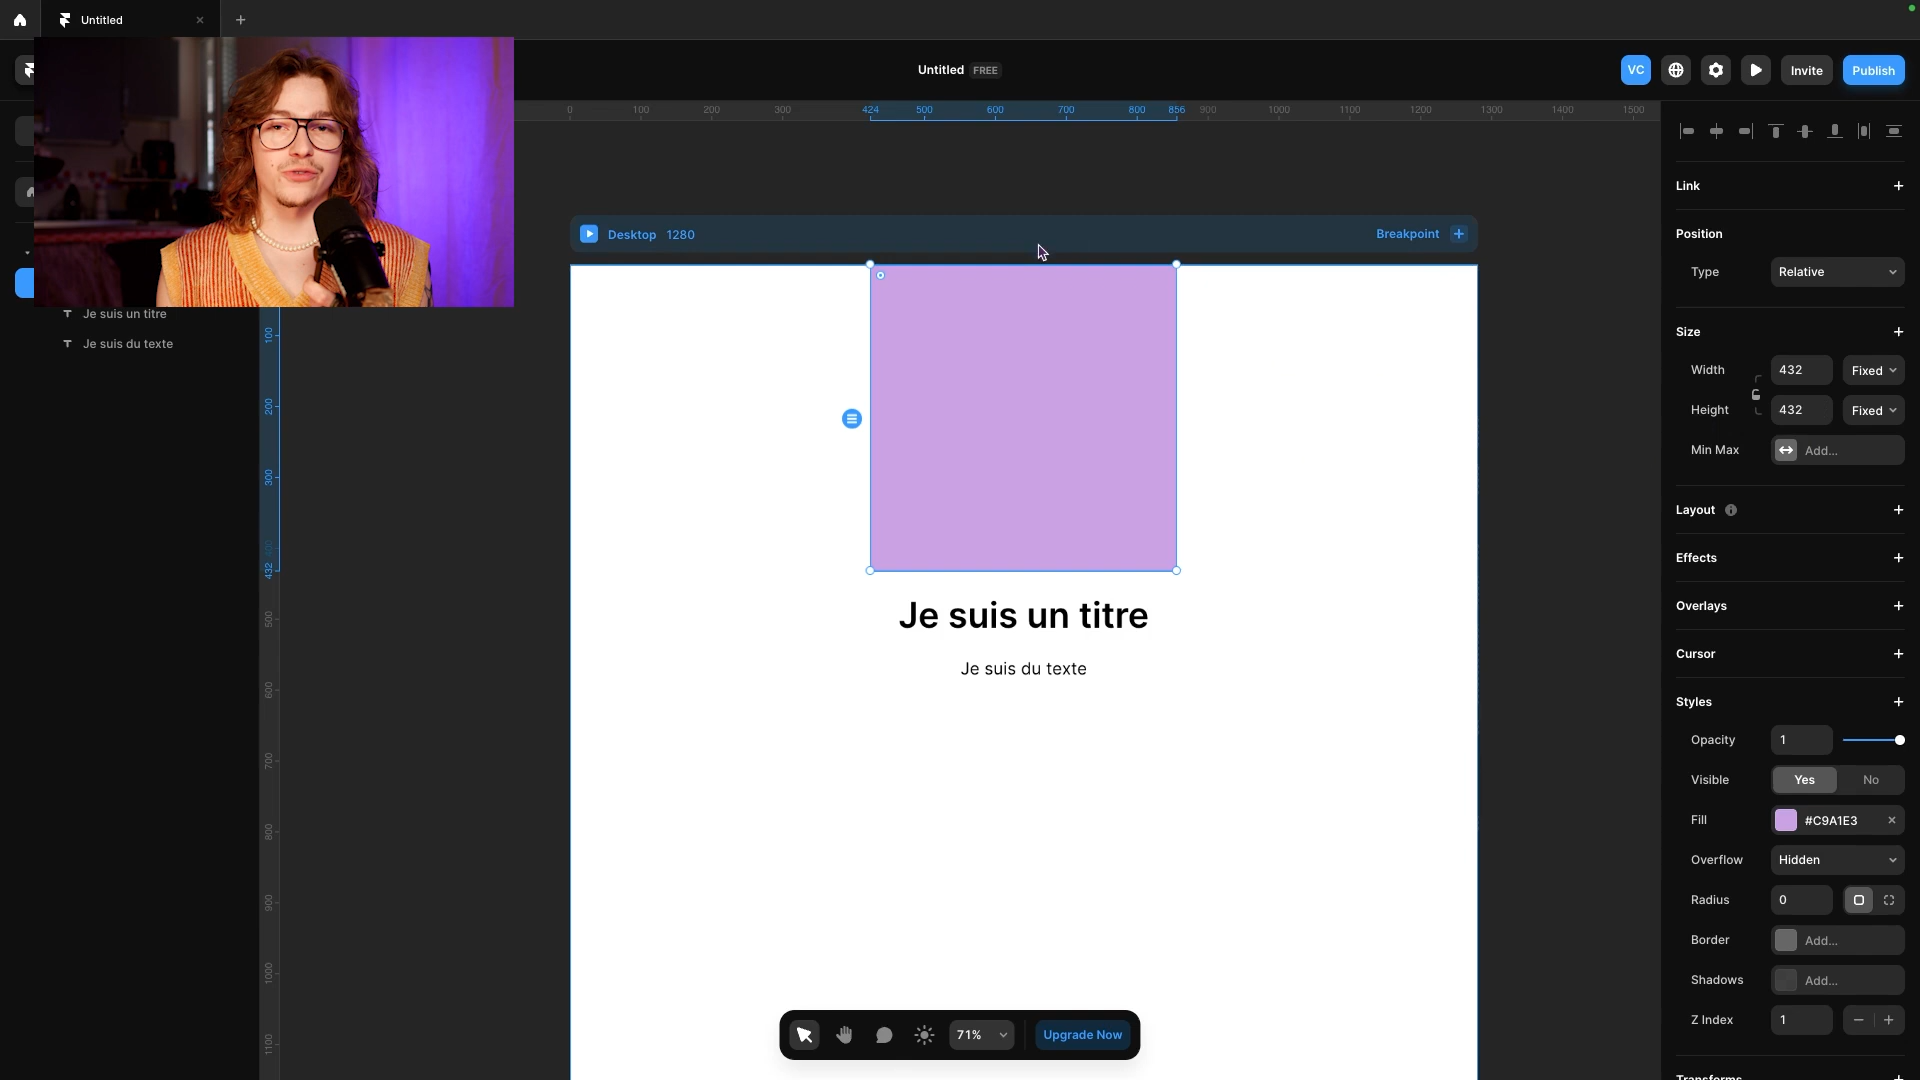 Untitled
Untitled FREE
VC
Invite
Publish
0 100 200 300 424 500 600 700 800 856 900 1000 1100 1200 1300 1400 1500
Desktop 1280
Breakpoint
Je suis un titre
Je suis du texte
100
200
300
400
432
500
600
700
800
900
1000
1100
Je suis un titre
Je suis du texte
71%
Upgrade Now
Link
Position
Type Relative
Size
Width 432 Fixed
Height 432 Fixed
Min Max Add...
Layout
Effects
Overlays
Cursor
Styles
Opacity 1
Visible Yes No
Fill #C9A1E3
Overflow Hidden
Radius 0
Border Add...
Shadows Add...
Z Index 1
Transforms